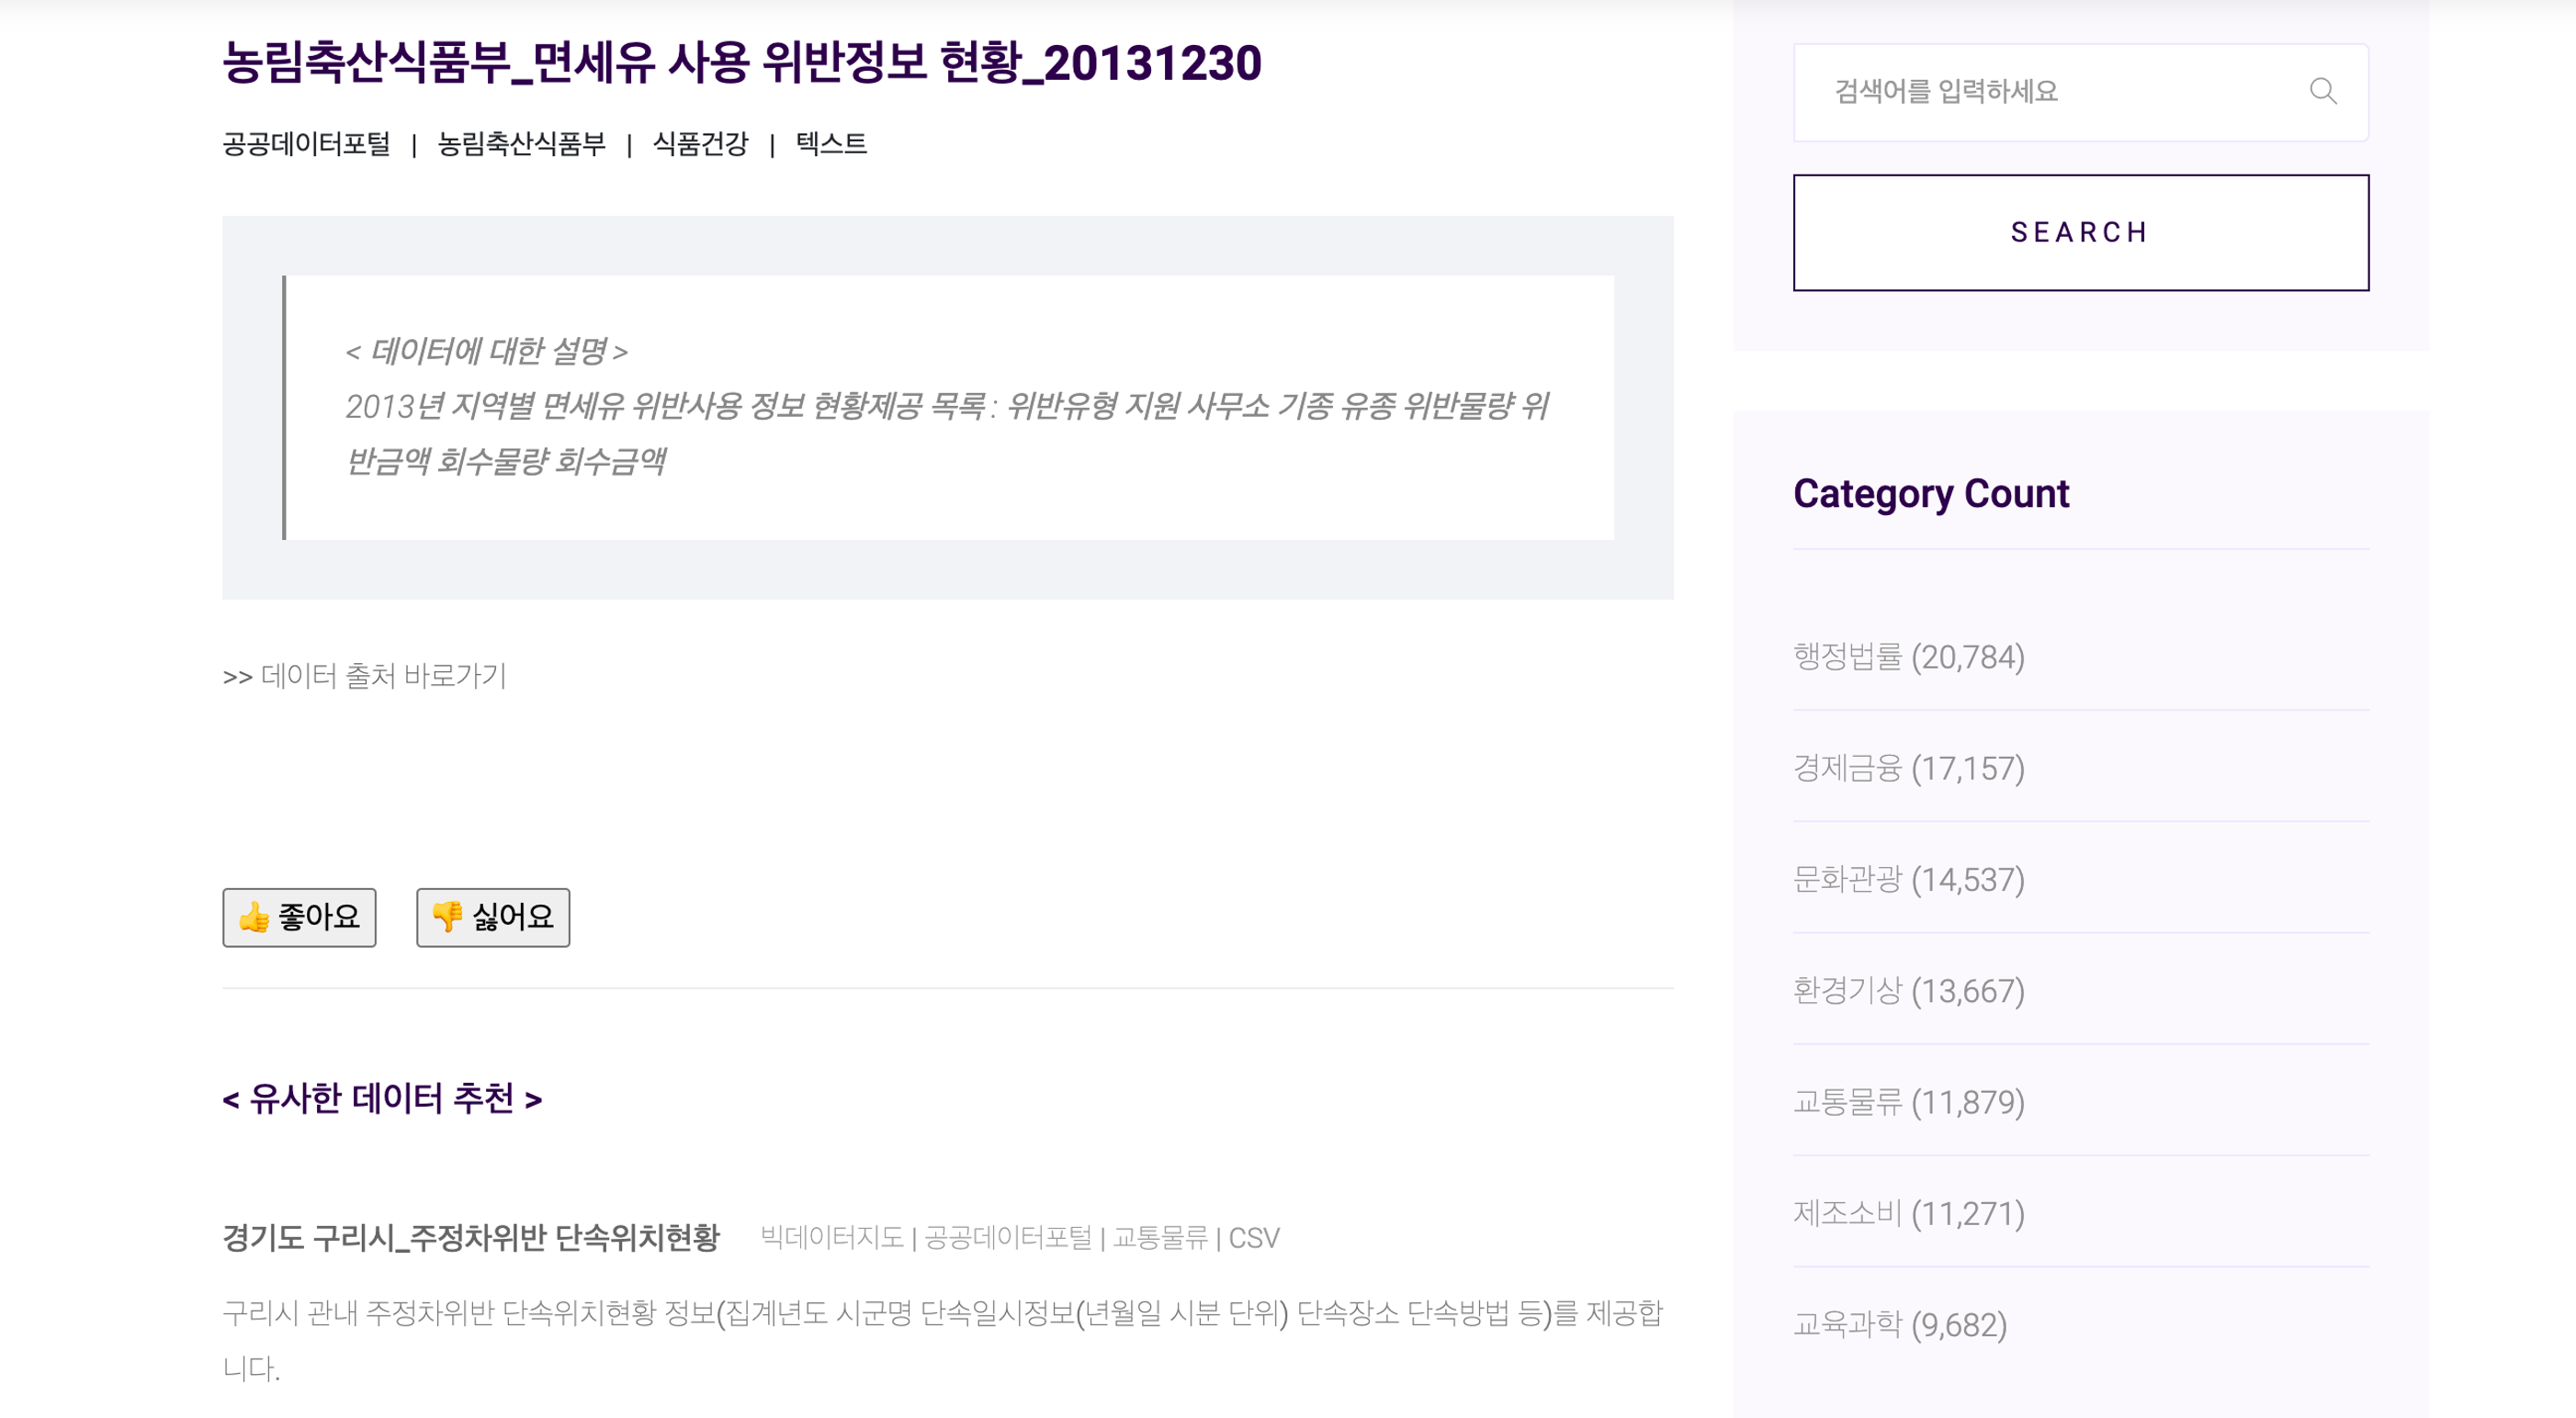 농림축산식품부_면세유 사용 위반정보 현황_20131230
공공데이터포털 | 농림축산식품부 | 식품건강 | 텍스트
< 데이터에 대한 설명 >
2013년 지역별 면세유 위반사용 정보 현황제공 목록 : 위반유형 지원 사무소 기종 유종 위반물량 위
반금액 회수물량 회수금액
>> 데이터 출처 바로가기
👍 좋아요 👎 싫어요
< 유사한 데이터 추천 >
경기도 구리시_주정차위반 단속위치현황 빅데이터지도 | 공공데이터포털 | 교통물류 | CSV
구리시 관내 주정차위반 단속위치현황 정보(집계년도 시군명 단속일시정보(년월일 시분 단위) 단속장소 단속방법 등)를 제공합
니다.
검색어를 입력하세요
SEARCH
Category Count
행정법률 (20,784)
경제금융 (17,157)
문화관광 (14,537)
환경기상 (13,667)
교통물류 (11,879)
제조소비 (11,271)
교육과학 (9,682)